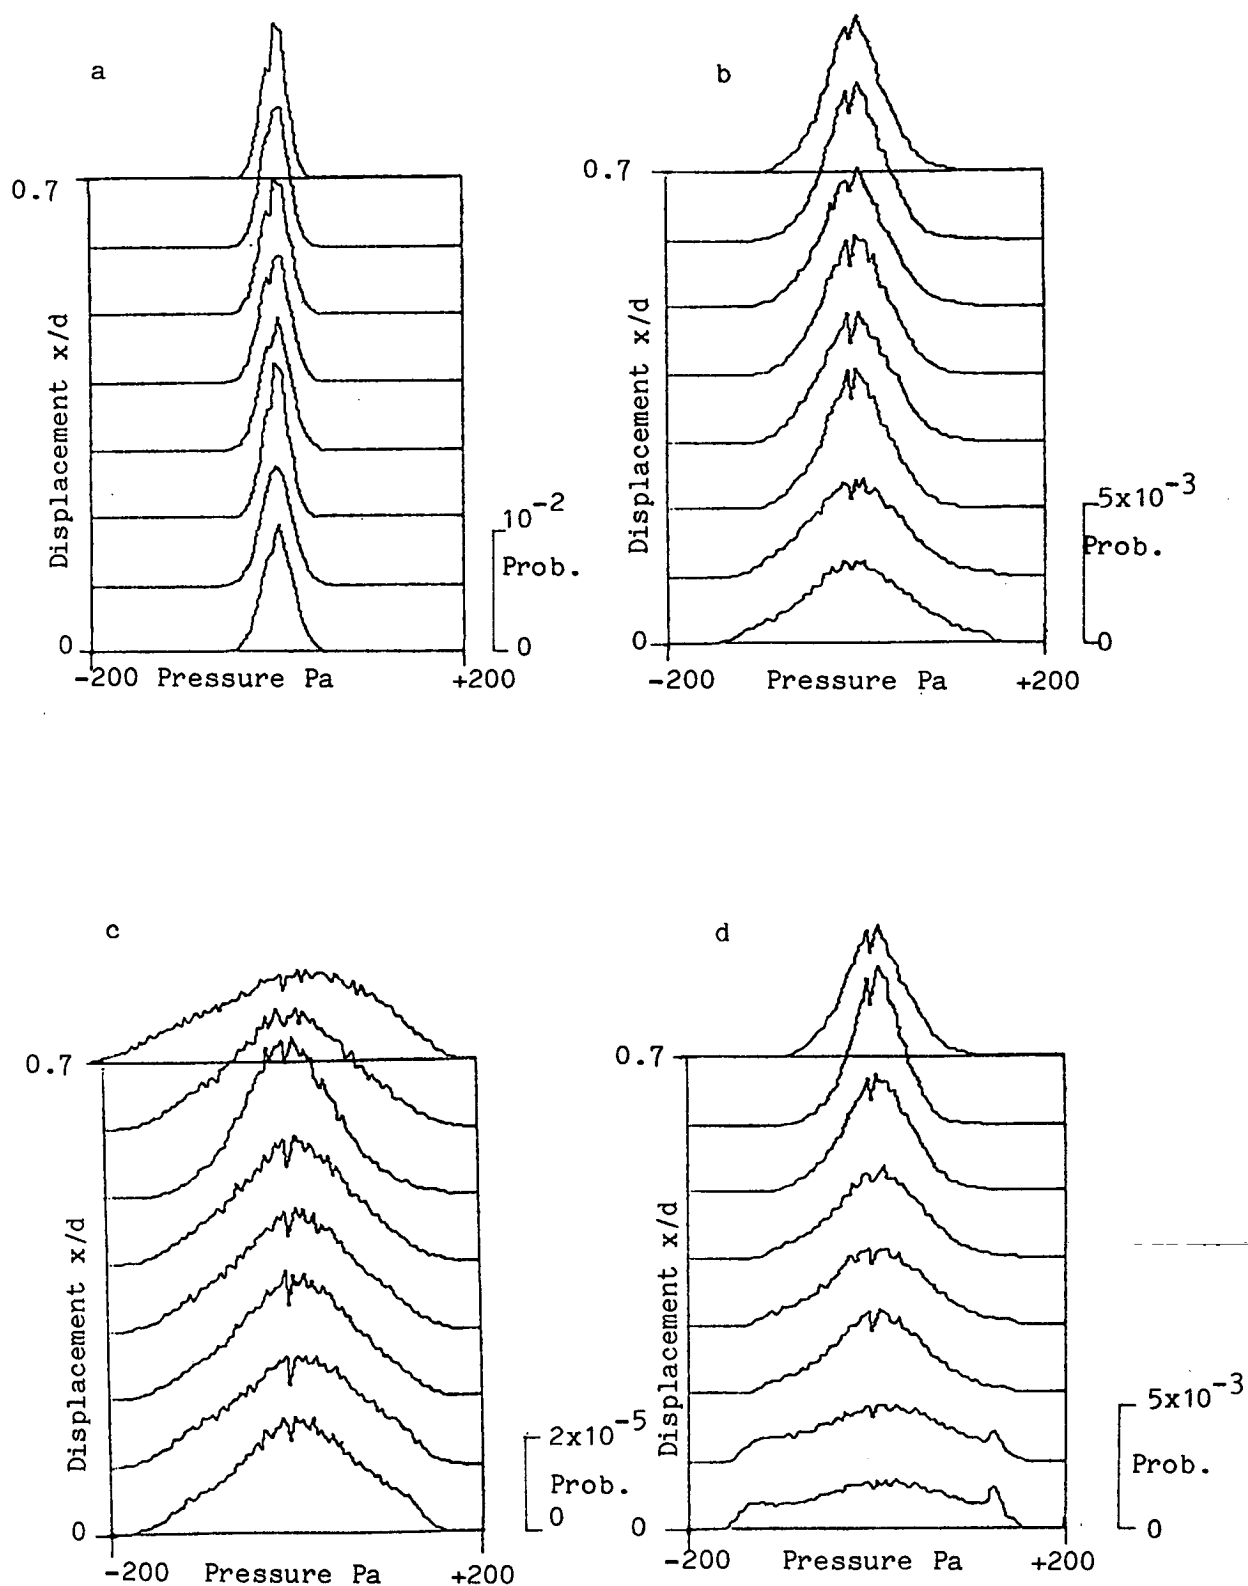 a
0.7
Displacement x/d
0
-200 Pressure Pa +200
10-2
Prob.
0
b
0.7
Displacement x/d
0
-200 Pressure Pa +200
5x10-3
Prob.
0
c
0.7
Displacement x/d
0
-200 Pressure Pa +200
2x10-5
Prob.
0
d
0.7
Displacement x/d
0
-200 Pressure Pa +200
5x10-3
Prob.
0